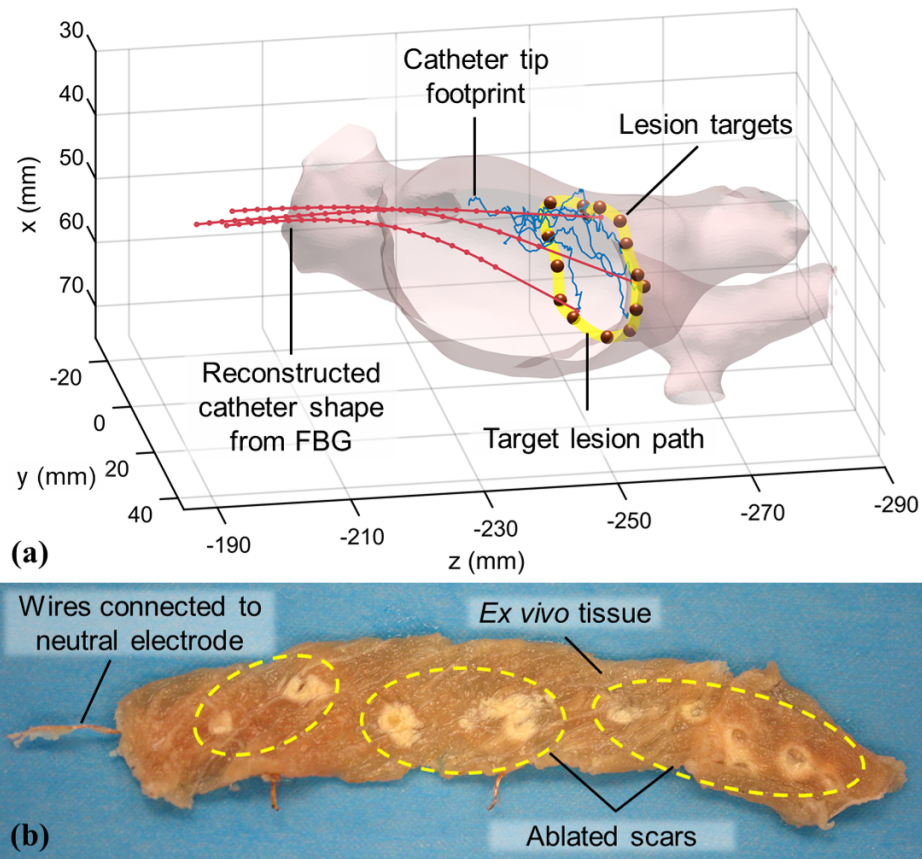 30
40
50
60
70
x (mm)
-20
0
20
40
y (mm)
-190
-210
-230
-250
-270
-290
z (mm)
Catheter tip
footprint
Lesion targets
Reconstructed
catheter shape
from FBG
Target lesion path
(a)
Wires connected to
neutral electrode
Ex vivo tissue
Ablated scars
(b)